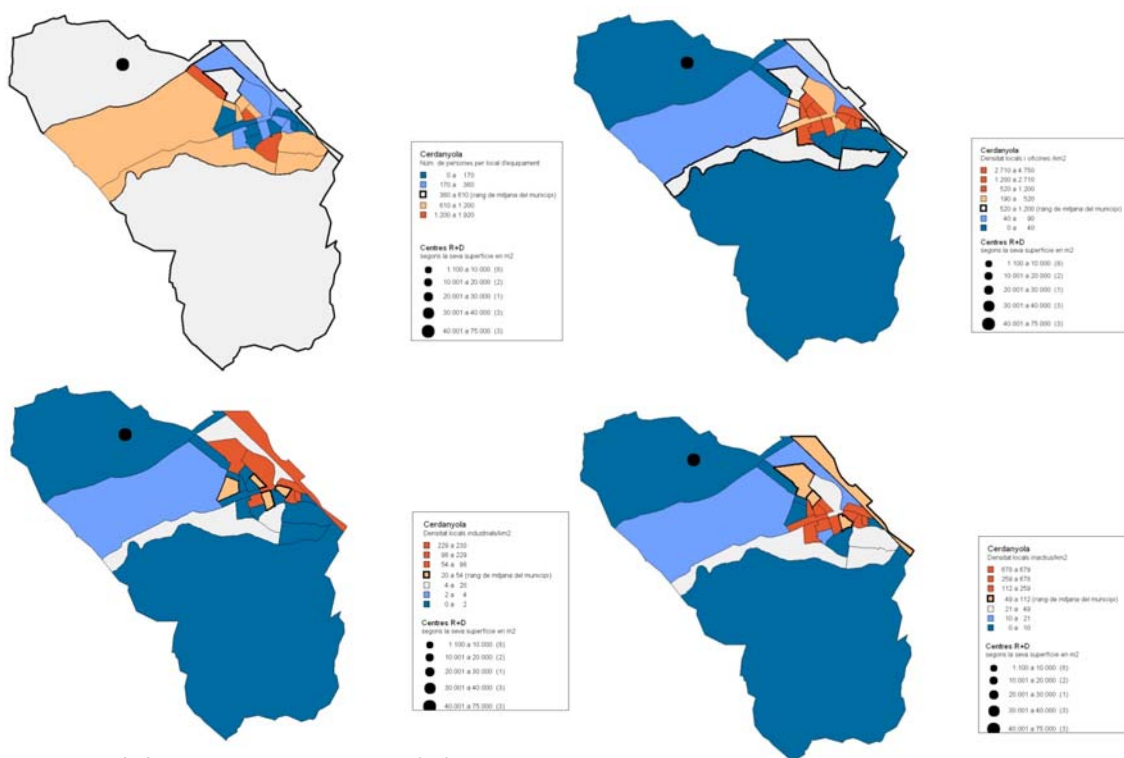 Cerdanyola
Núm. de persones per local d'equipament
0 a 170
170 a 360
360 a 610 (rang de mitjana del municipi)
610 a 1.200
1.200 a 1.920
Centres R+D
segons la seva superfície en m2
1.100 a 10.000 (8)
10.001 a 20.000 (2)
20.001 a 30.000 (1)
30.001 a 40.000 (3)
40.001 a 75.000 (3)
Cerdanyola
Densitat locals i oficines /km2
2.710 a 4.750
1.200 a 2.710
520 a 1.200
190 a 520
520 a 1.200 (rang de mitjana del municipi)
40 a 90
0 a 40
Centres R+D
segons la seva superfície en m2
1.100 a 10.000 (8)
10.001 a 20.000 (2)
20.001 a 30.000 (1)
30.001 a 40.000 (3)
40.001 a 75.000 (3)
Cerdanyola
Densitat locals industrials/km2
229 a 230
98 a 229
54 a 98
20 a 54 (rang de mitjana del municipi)
4 a 20
2 a 4
0 a 2
Centres R+D
segons la seva superfície en m2
1.100 a 10.000 (8)
10.001 a 20.000 (2)
20.001 a 30.000 (1)
30.001 a 40.000 (3)
40.001 a 75.000 (3)
Cerdanyola
Densitat locals inactius/km2
678 a 679
259 a 678
112 a 259
49 a 112 (rang de mitjana del municipi)
21 a 49
10 a 21
0 a 10
Centres R+D
segons la seva superfície en m2
1.100 a 10.000 (8)
10.001 a 20.000 (2)
20.001 a 30.000 (1)
30.001 a 40.000 (3)
40.001 a 75.000 (3)